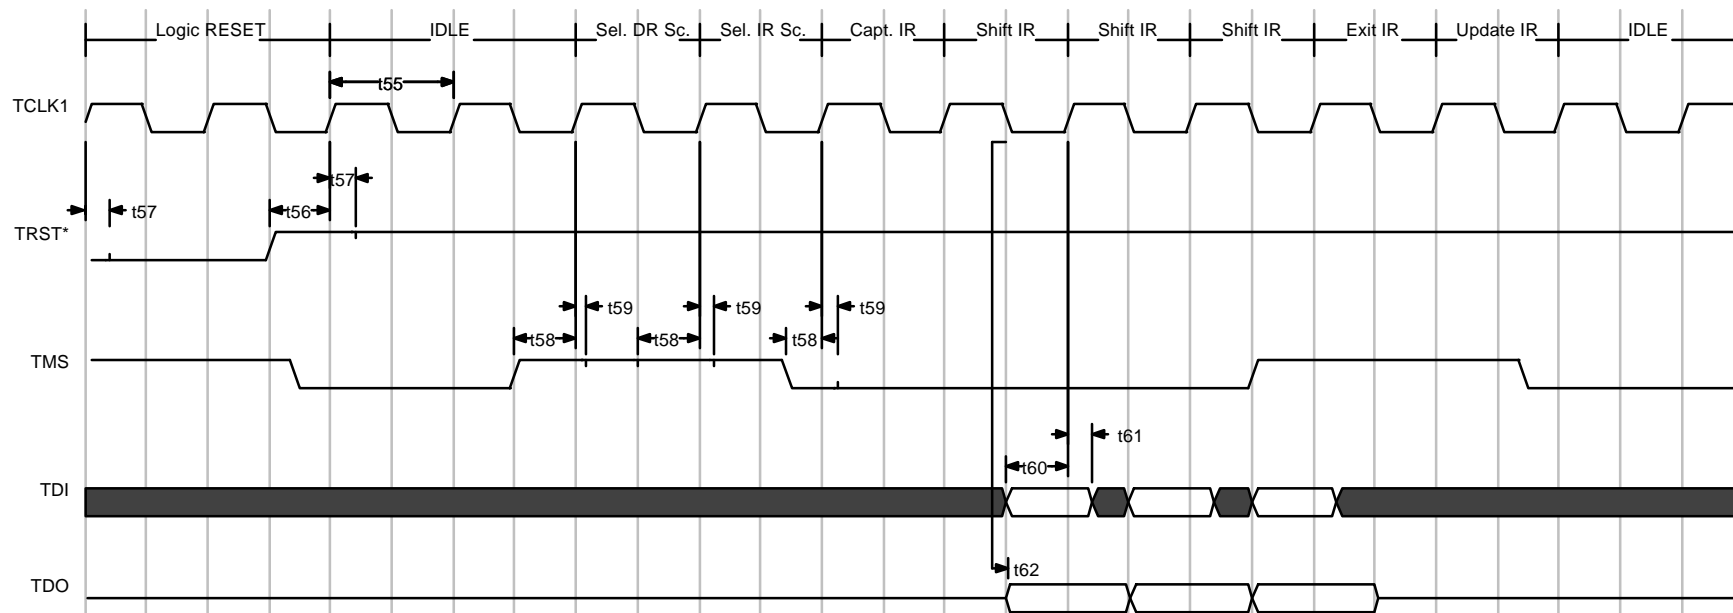 Logic RESET IDLE Sel. DR Sc. Sel. IR Sc. Capt. IR Shift IR Shift IR Shift IR Exit IR Update IR IDLE
t55
TCLK1
t57
t57 t56
TRST*
t59 t59 t59
t58 t58 t58
TMS
t61
t60
TDI
t62
TDO